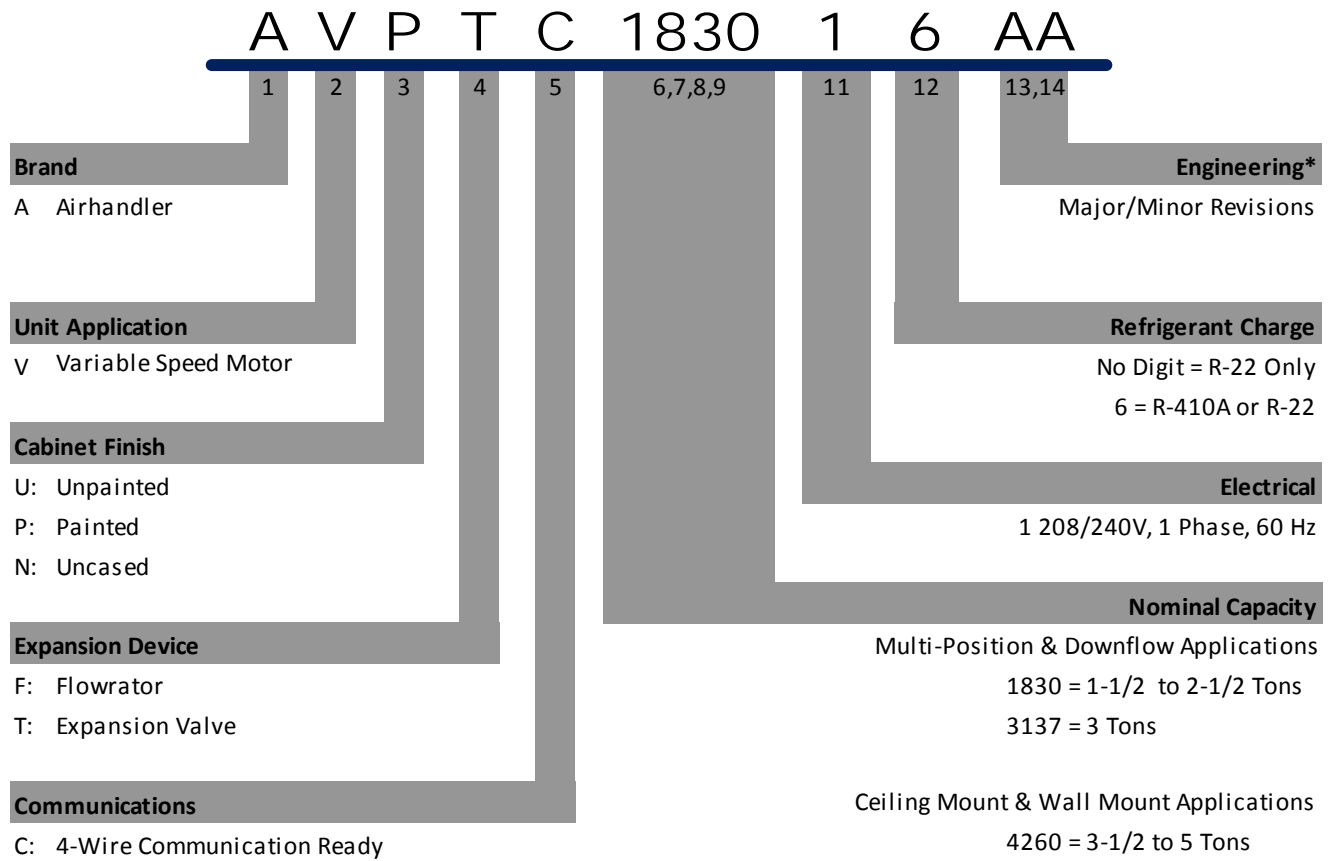 A V P T C 1830 1 6 AA
1 2 3 4 5 6,7,8,9 11 12 13,14
Brand
A Airhandler
Engineering*
Major/Minor Revisions
Unit Application
V Variable Speed Motor
Refrigerant Charge
No Digit = R-22 Only
6 = R-410A or R-22
Cabinet Finish
U: Unpainted
P: Painted
N: Uncased
Electrical
1 208/240V, 1 Phase, 60 Hz
Expansion Device
F: Flowrator
T: Expansion Valve
Nominal Capacity
Multi-Position & Downflow Applications
1830 = 1-1/2 to 2-1/2 Tons
3137 = 3 Tons
Communications
C: 4-Wire Communication Ready
Ceiling Mount & Wall Mount Applications
4260 = 3-1/2 to 5 Tons